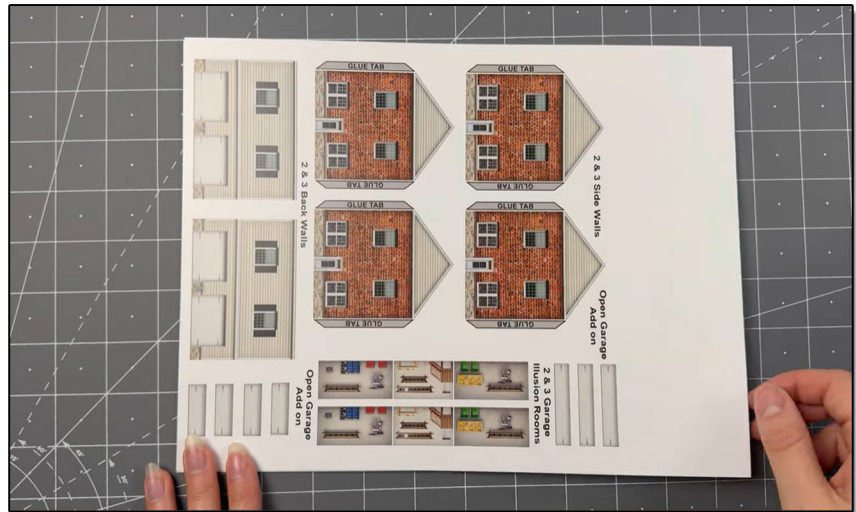 GLUE TAB
GLUE TAB
GLUE TAB
GLUE TAB
2 & 3 Back Walls
2 & 3 Side Walls
GLUE TAB
GLUE TAB
GLUE TAB
GLUE TAB
Open Garage
Add on
Open Garage
Add on
2 & 3 Garage
Illusion Rooms